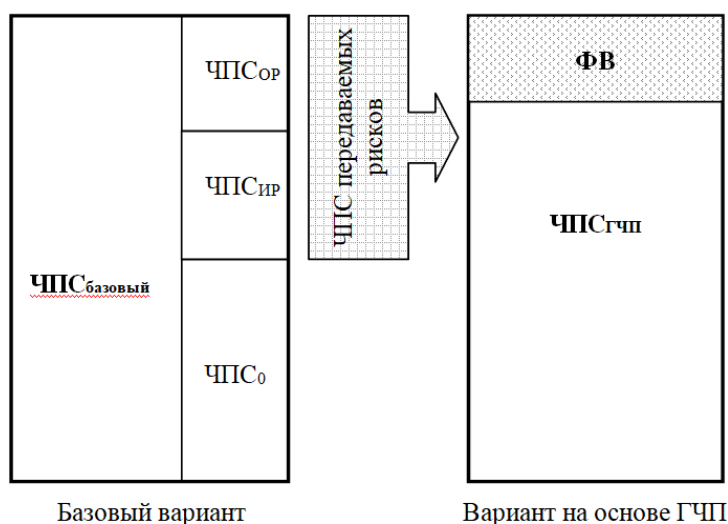 ЧПСОР
ЧПСИР
ЧПСбазовый
ЧПС0
ЧПС передаваемых
рисков
ФВ
ЧПСГЧП
Базовый вариант
Вариант на основе ГЧП